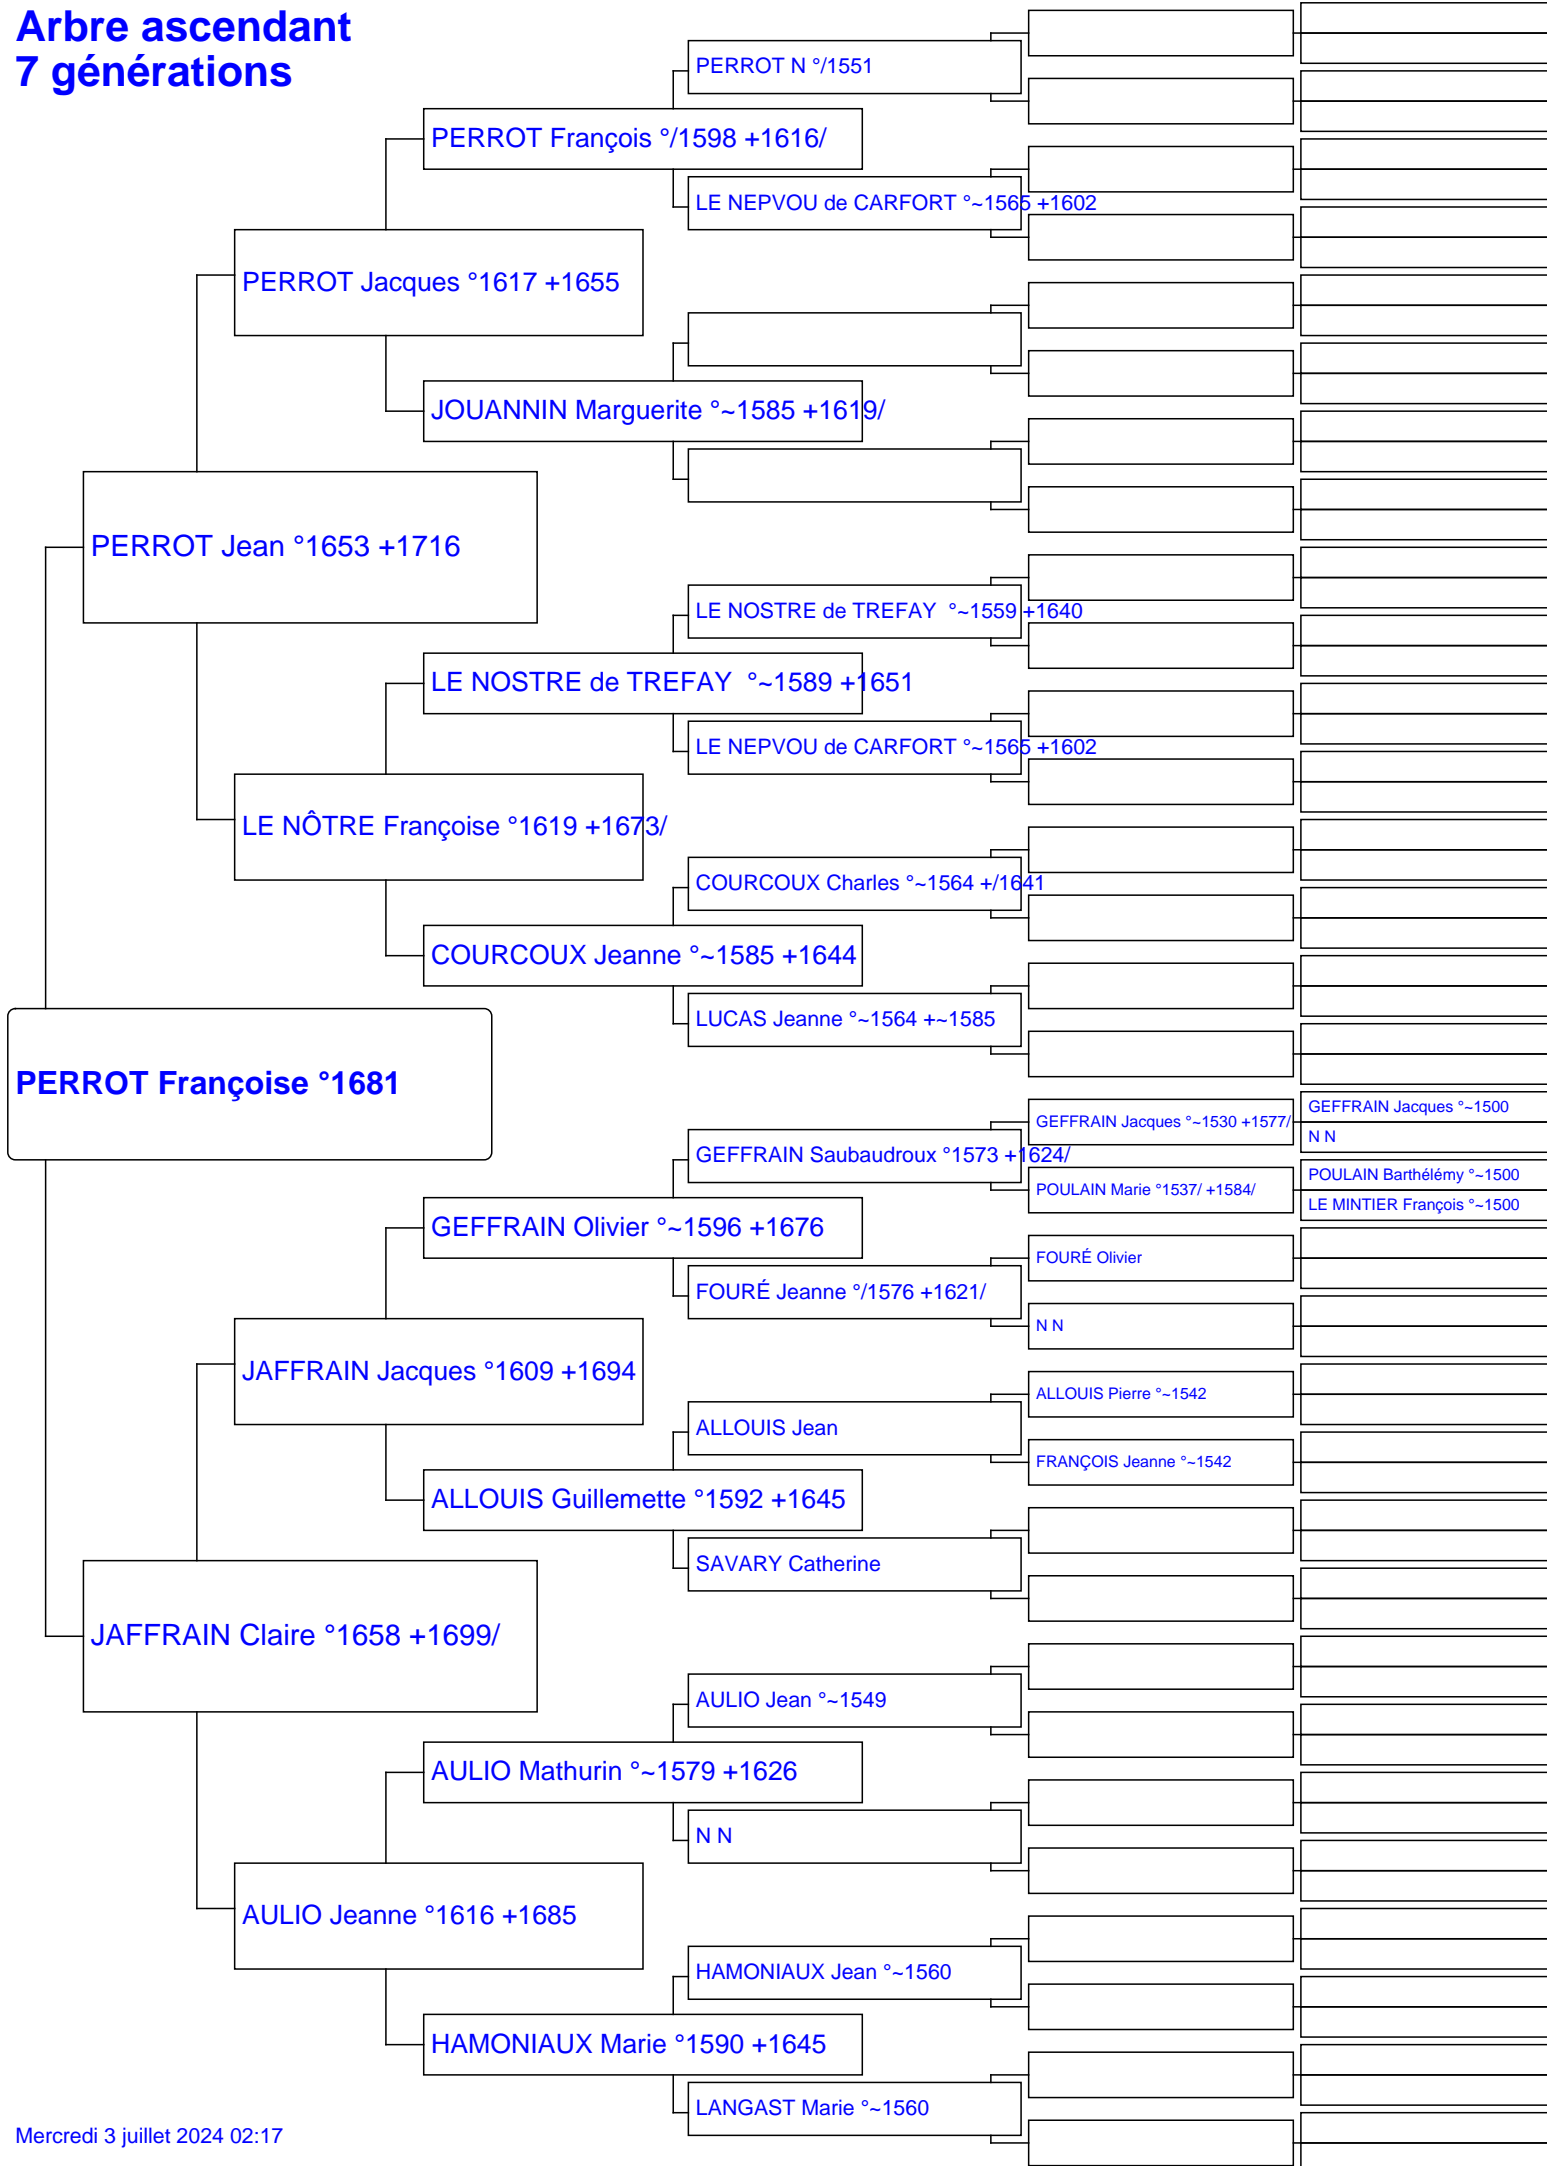 Arbre ascendant
7 générations
PERROT N °/1551
PERROT François °/1598 +1616/
LE NEPVOU de CARFORT °~1565 +1602
PERROT Jacques °1617 +1655
JOUANNIN Marguerite °~1585 +1619/
PERROT Jean °1653 +1716
LE NOSTRE de TREFAY °~1559 +1640
LE NOSTRE de TREFAY °~1589 +1651
LE NEPVOU de CARFORT °~1565 +1602
LE NÔTRE Françoise °1619 +1673/
COURCOUX Charles °~1564 +/1641
COURCOUX Jeanne °~1585 +1644
LUCAS Jeanne °~1564 +~1585
PERROT Françoise °1681
GEFFRAIN Jacques °~1500
GEFFRAIN Jacques °~1530 +1577/
N N
GEFFRAIN Saubaudroux °1573 +1624/
POULAIN Barthélémy °~1500
POULAIN Marie °1537/ +1584/
LE MINTIER François °~1500
GEFFRAIN Olivier °~1596 +1676
FOURÉ Olivier
FOURÉ Jeanne °/1576 +1621/
N N
JAFFRAIN Jacques °1609 +1694
ALLOUIS Pierre °~1542
ALLOUIS Jean
FRANÇOIS Jeanne °~1542
ALLOUIS Guillemette °1592 +1645
SAVARY Catherine
JAFFRAIN Claire °1658 +1699/
AULIO Jean °~1549
AULIO Mathurin °~1579 +1626
N N
AULIO Jeanne °1616 +1685
HAMONIAUX Jean °~1560
HAMONIAUX Marie °1590 +1645
LANGAST Marie °~1560
Mercredi 3 juillet 2024 02:17